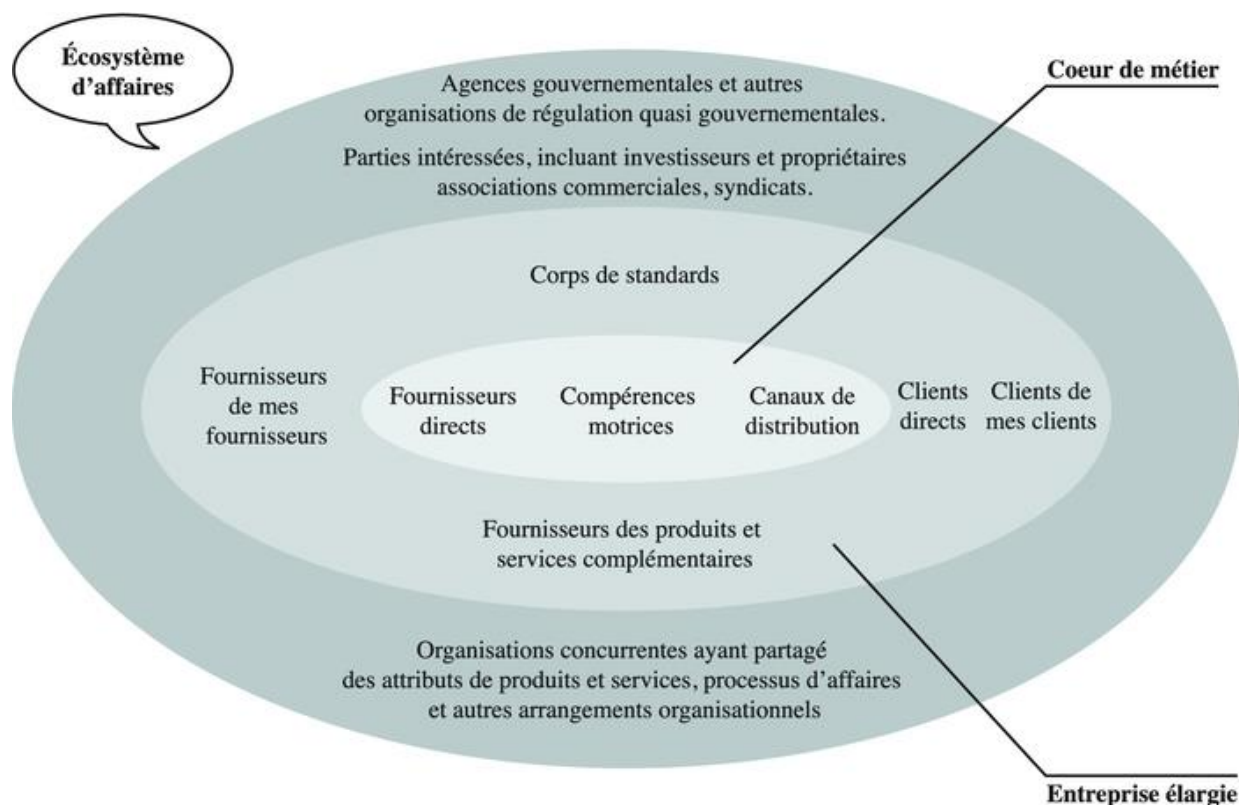 Écosystème
d'affaires
Coeur de métier
Agences gouvernementales et autres
organisations de régulation quasi gouvernementales.
Parties intéressées, incluant investisseurs et propriétaires
associations commerciales, syndicats.
Corps de standards
Fournisseurs
de mes
fournisseurs
Fournisseurs
directs
Compérences
motrices
Canaux de
distribution
Clients
directs
Clients de
mes clients
Fournisseurs des produits et
services complémentaires
Organisations concurrentes ayant partagé
des attributs de produits et services, processus d'affaires
et autres arrangements organisationnels
Entreprise élargie